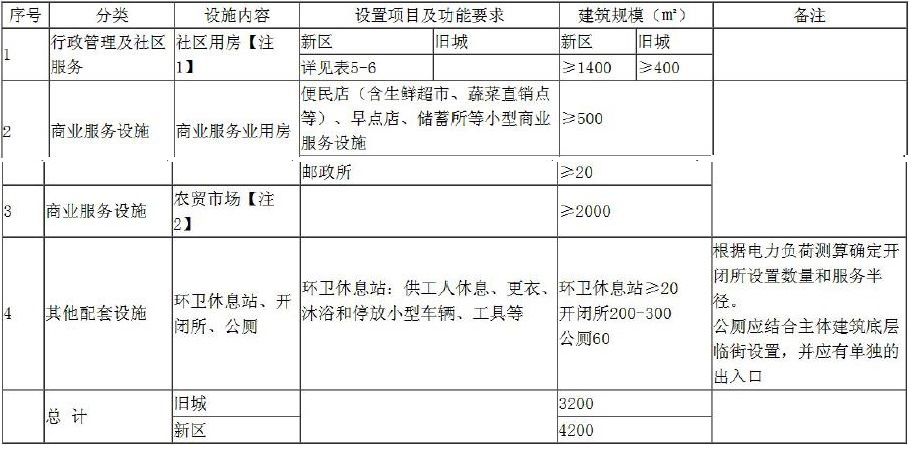 序号 分类 设施内容 设置项目及功能要求 建筑规模（㎡） 备注
1 行政管理及社区服务 社区用房【注1】 新区 旧城 新区 旧城
详见表5-6 ≥1400 ≥400
2 商业服务设施 商业服务业用房 便民店（含生鲜超市、蔬菜直销点
等）、早点店、储蓄所等小型商业
服务设施 ≥500
邮政所 ≥20
3 商业服务设施 农贸市场【注
2】 ≥2000
4 其他配套设施 环卫休息站、开
闭所、公厕 环卫休息站：供工人休息、更衣、
沐浴和停放小型车辆、工具等 环卫休息站≥20
开闭所200-300
公厕60
根据电力负荷测算确定开
闭所设置数量和服务半
径。
公厕应结合主体建筑底层
临街设置，并应有单独的
出入口
总 计 旧城 3200
新区 4200